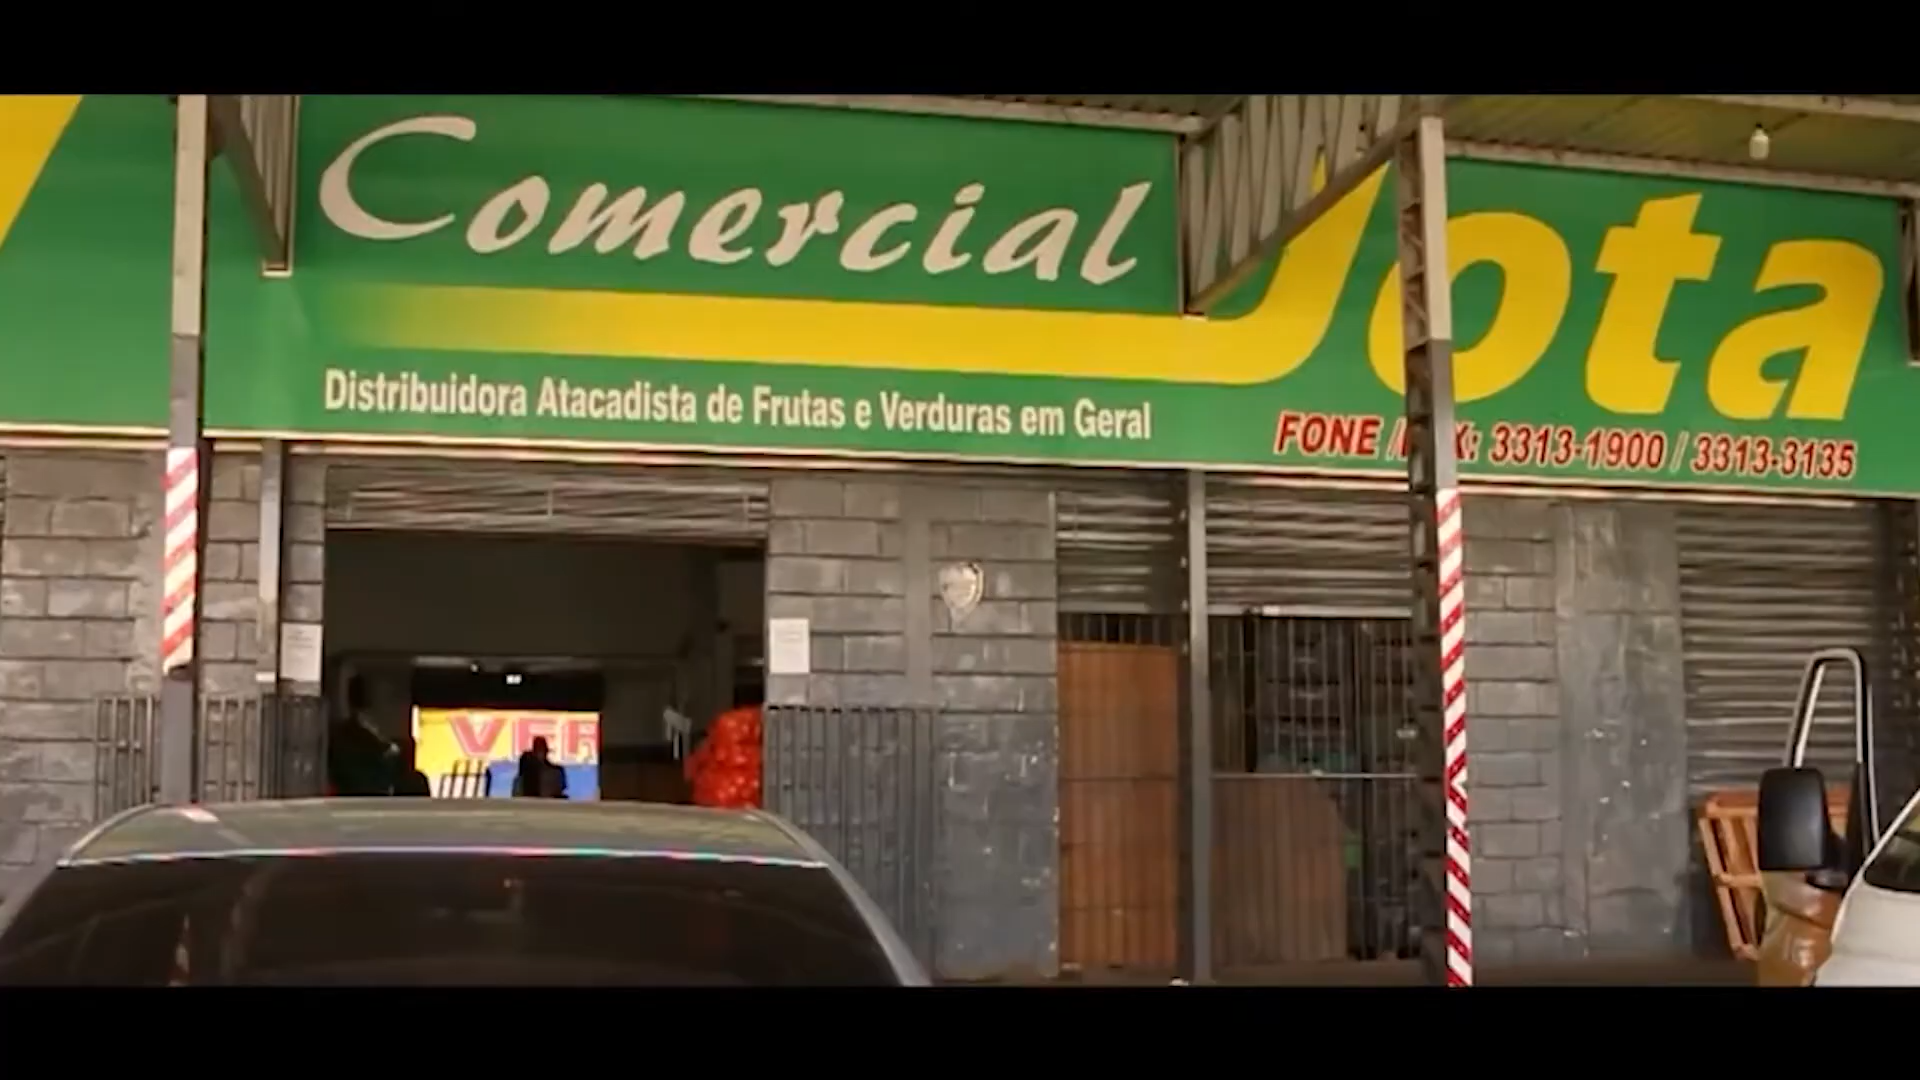 Comercial Jota
Distribuidora Atacadista de Frutas e Verduras em Geral
FONE / 3313-1900 / 3313-3135
VER